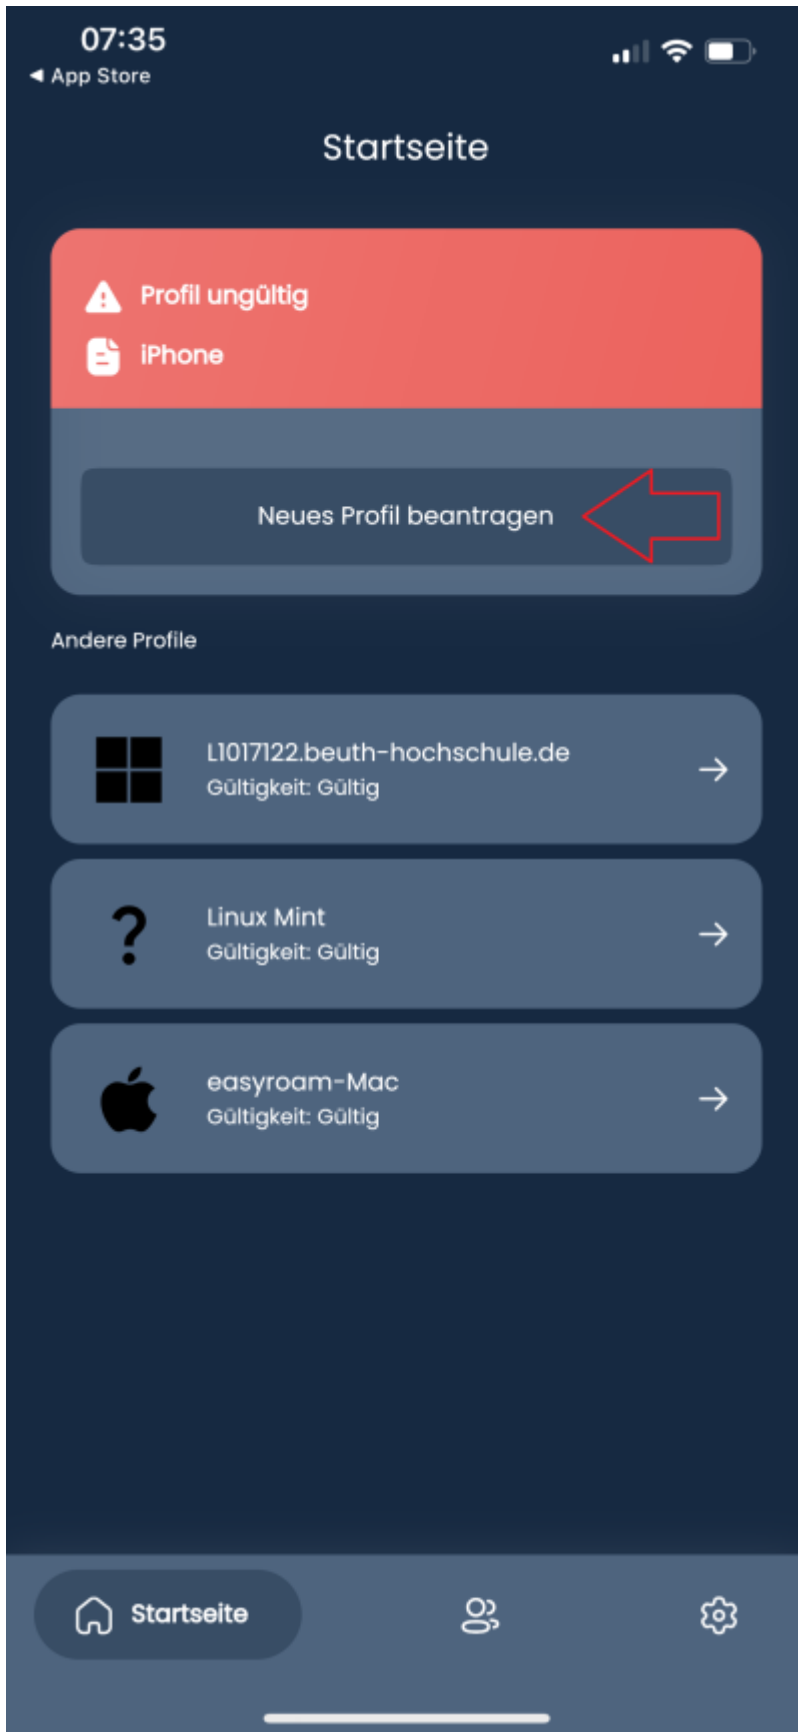 07:35
App Store
Startseite
Profil ungültig
iPhone
Neues Profil beantragen
Andere Profile
L1017122.beuth-hochschule.de
Gültigkeit: Gültig
Linux Mint
Gültigkeit: Gültig
easyroam-Mac
Gültigkeit: Gültig
Startseite